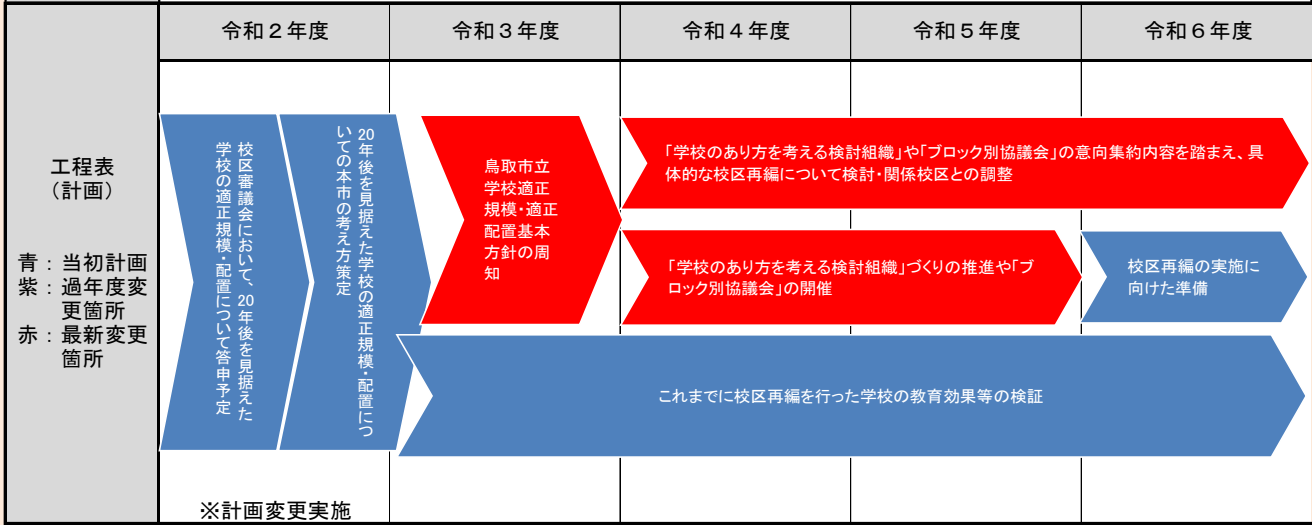 令和２年度
令和３年度
令和４年度
令和５年度
令和６年度
工程表
（計画）
青：当初計画
紫：過年度変
更箇所
赤：最新変更
箇所
校区審議会において、20年後を見据えた
学校の適正規模・配置について答申予定
20年後を見据えた学校の適正規模・配置につ
いての本市の考え方策定
鳥取市立
学校適正
規模・適正
配置基本
方針の周
知
「学校のあり方を考える検討組織」や「ブロック別協議会」の意向集約内容を踏まえ、具
体的な校区再編について検討・関係校区との調整
「学校のあり方を考える検討組織」づくりの推進や「ブ
ロック別協議会」の開催
校区再編の実施に
向けた準備
これまでに校区再編を行った学校の教育効果等の検証
※計画変更実施